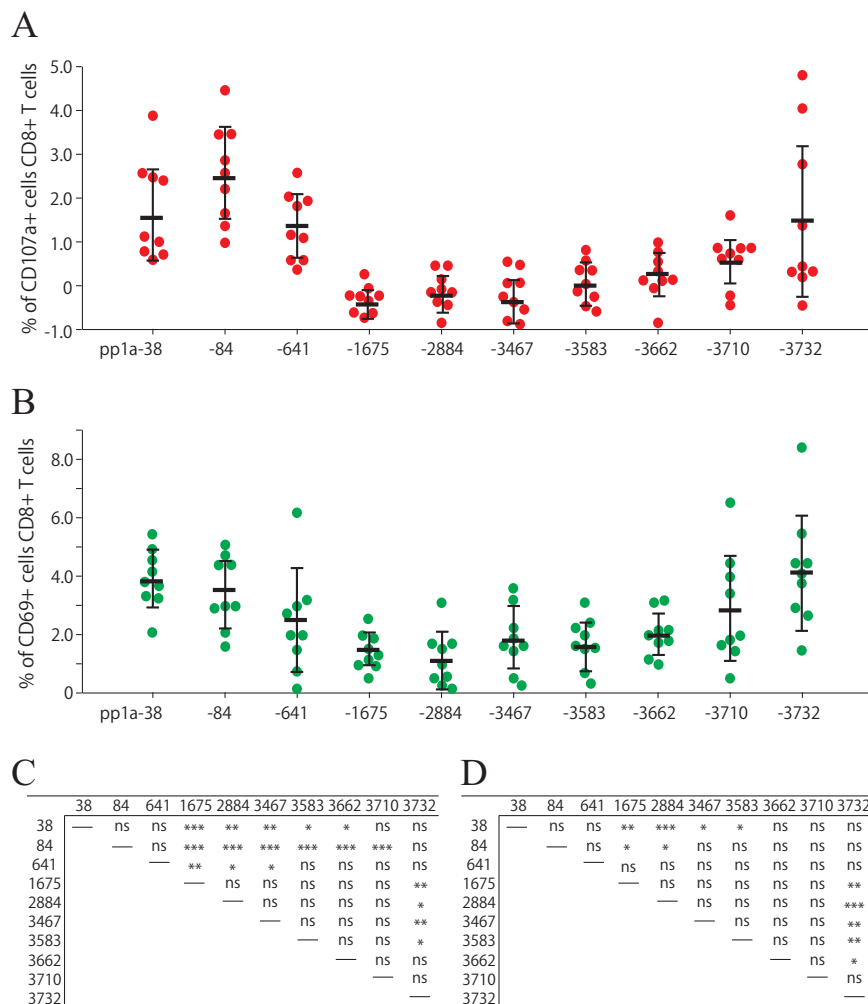 A
% of CD107a+ cells CD8+ T cells
5.0
4.0
3.0
2.0
1.0
0
-1.0
pp1a-38 -84 -641 -1675 -2884 -3467 -3583 -3662 -3710 -3732
B
% of CD69+ cells CD8+ T cells
8.0
6.0
4.0
2.0
0
pp1a-38 -84 -641 -1675 -2884 -3467 -3583 -3662 -3710 -3732
C
38 84 641 1675 2884 3467 3583 3662 3710 3732
38 — ns ns *** ** ** * * ns ns
84 — ns *** *** *** *** *** *** ns
641 — ** * * ns ns ns ns
1675 — ns ns ns ns ns **
2884 — ns ns ns ns *
3467 — ns ns ns **
3583 — ns ns *
3662 — ns ns
3710 — ns
3732 —
D
38 84 641 1675 2884 3467 3583 3662 3710 3732
38 — ns ns ** *** * * ns ns ns
84 — ns * * ns ns ns ns ns
641 — ns ns ns ns ns ns ns
1675 — ns ns ns ns ns **
2884 — ns ns ns ns ***
3467 — ns ns ns **
3583 — ns ns **
3662 — ns *
3710 — ns
3732 —